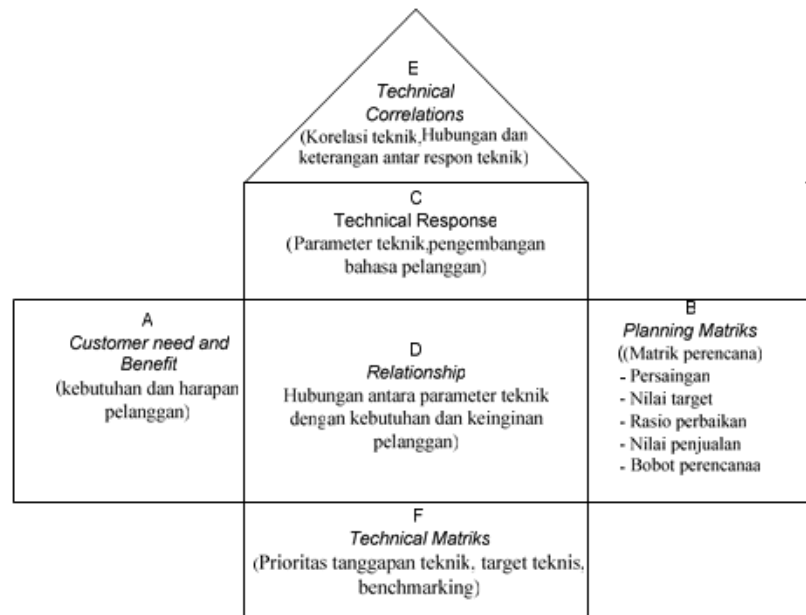 E
Technical
Correlations
(Korelasi teknik,Hubungan dan
keterangan antar respon teknik)
C
Technical Response
(Parameter teknik,pengembangan
bahasa pelanggan)
A
Customer need and
Benefit
(kebutuhan dan harapan
pelanggan)
D
Relationship
Hubungan antara parameter teknik
dengan kebutuhan dan keinginan
pelanggan)
B
Planning Matriks
((Matrik perencana)
- Persaingan
- Nilai target
- Rasio perbaikan
- Nilai penjualan
- Bobot perencanaa
F
Technical Matriks
(Prioritas tanggapan teknik, target teknis,
benchmarking)